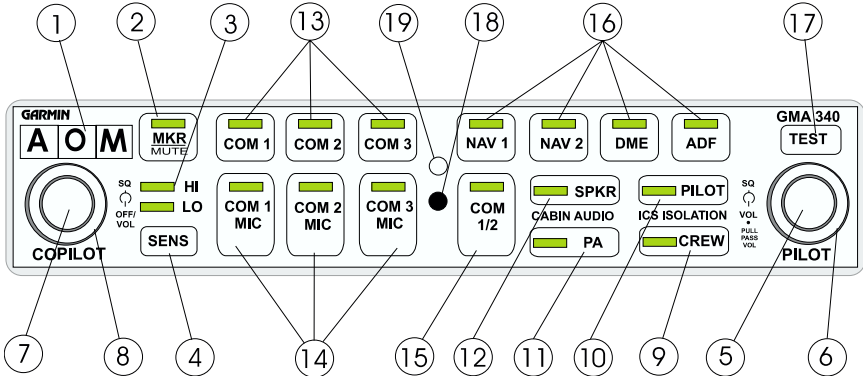 1
2
3
13
19
18
16
17
GARMIN
GMA 340
A O M
MKR
MUTE
COM 1
COM 2
COM 3
NAV 1
NAV 2
DME
ADF
TEST
SQ
OFF/
VOL
HI
LO
SENS
COPILOT
COM 1
MIC
COM 2
MIC
COM 3
MIC
COM
1/2
SPKR
CABIN AUDIO
PA
PILOT
ICS ISOLATION
CREW
SQ
VOL
PULL
PASS
VOL
PILOT
7
8
4
14
15
12
11
10
9
5
6